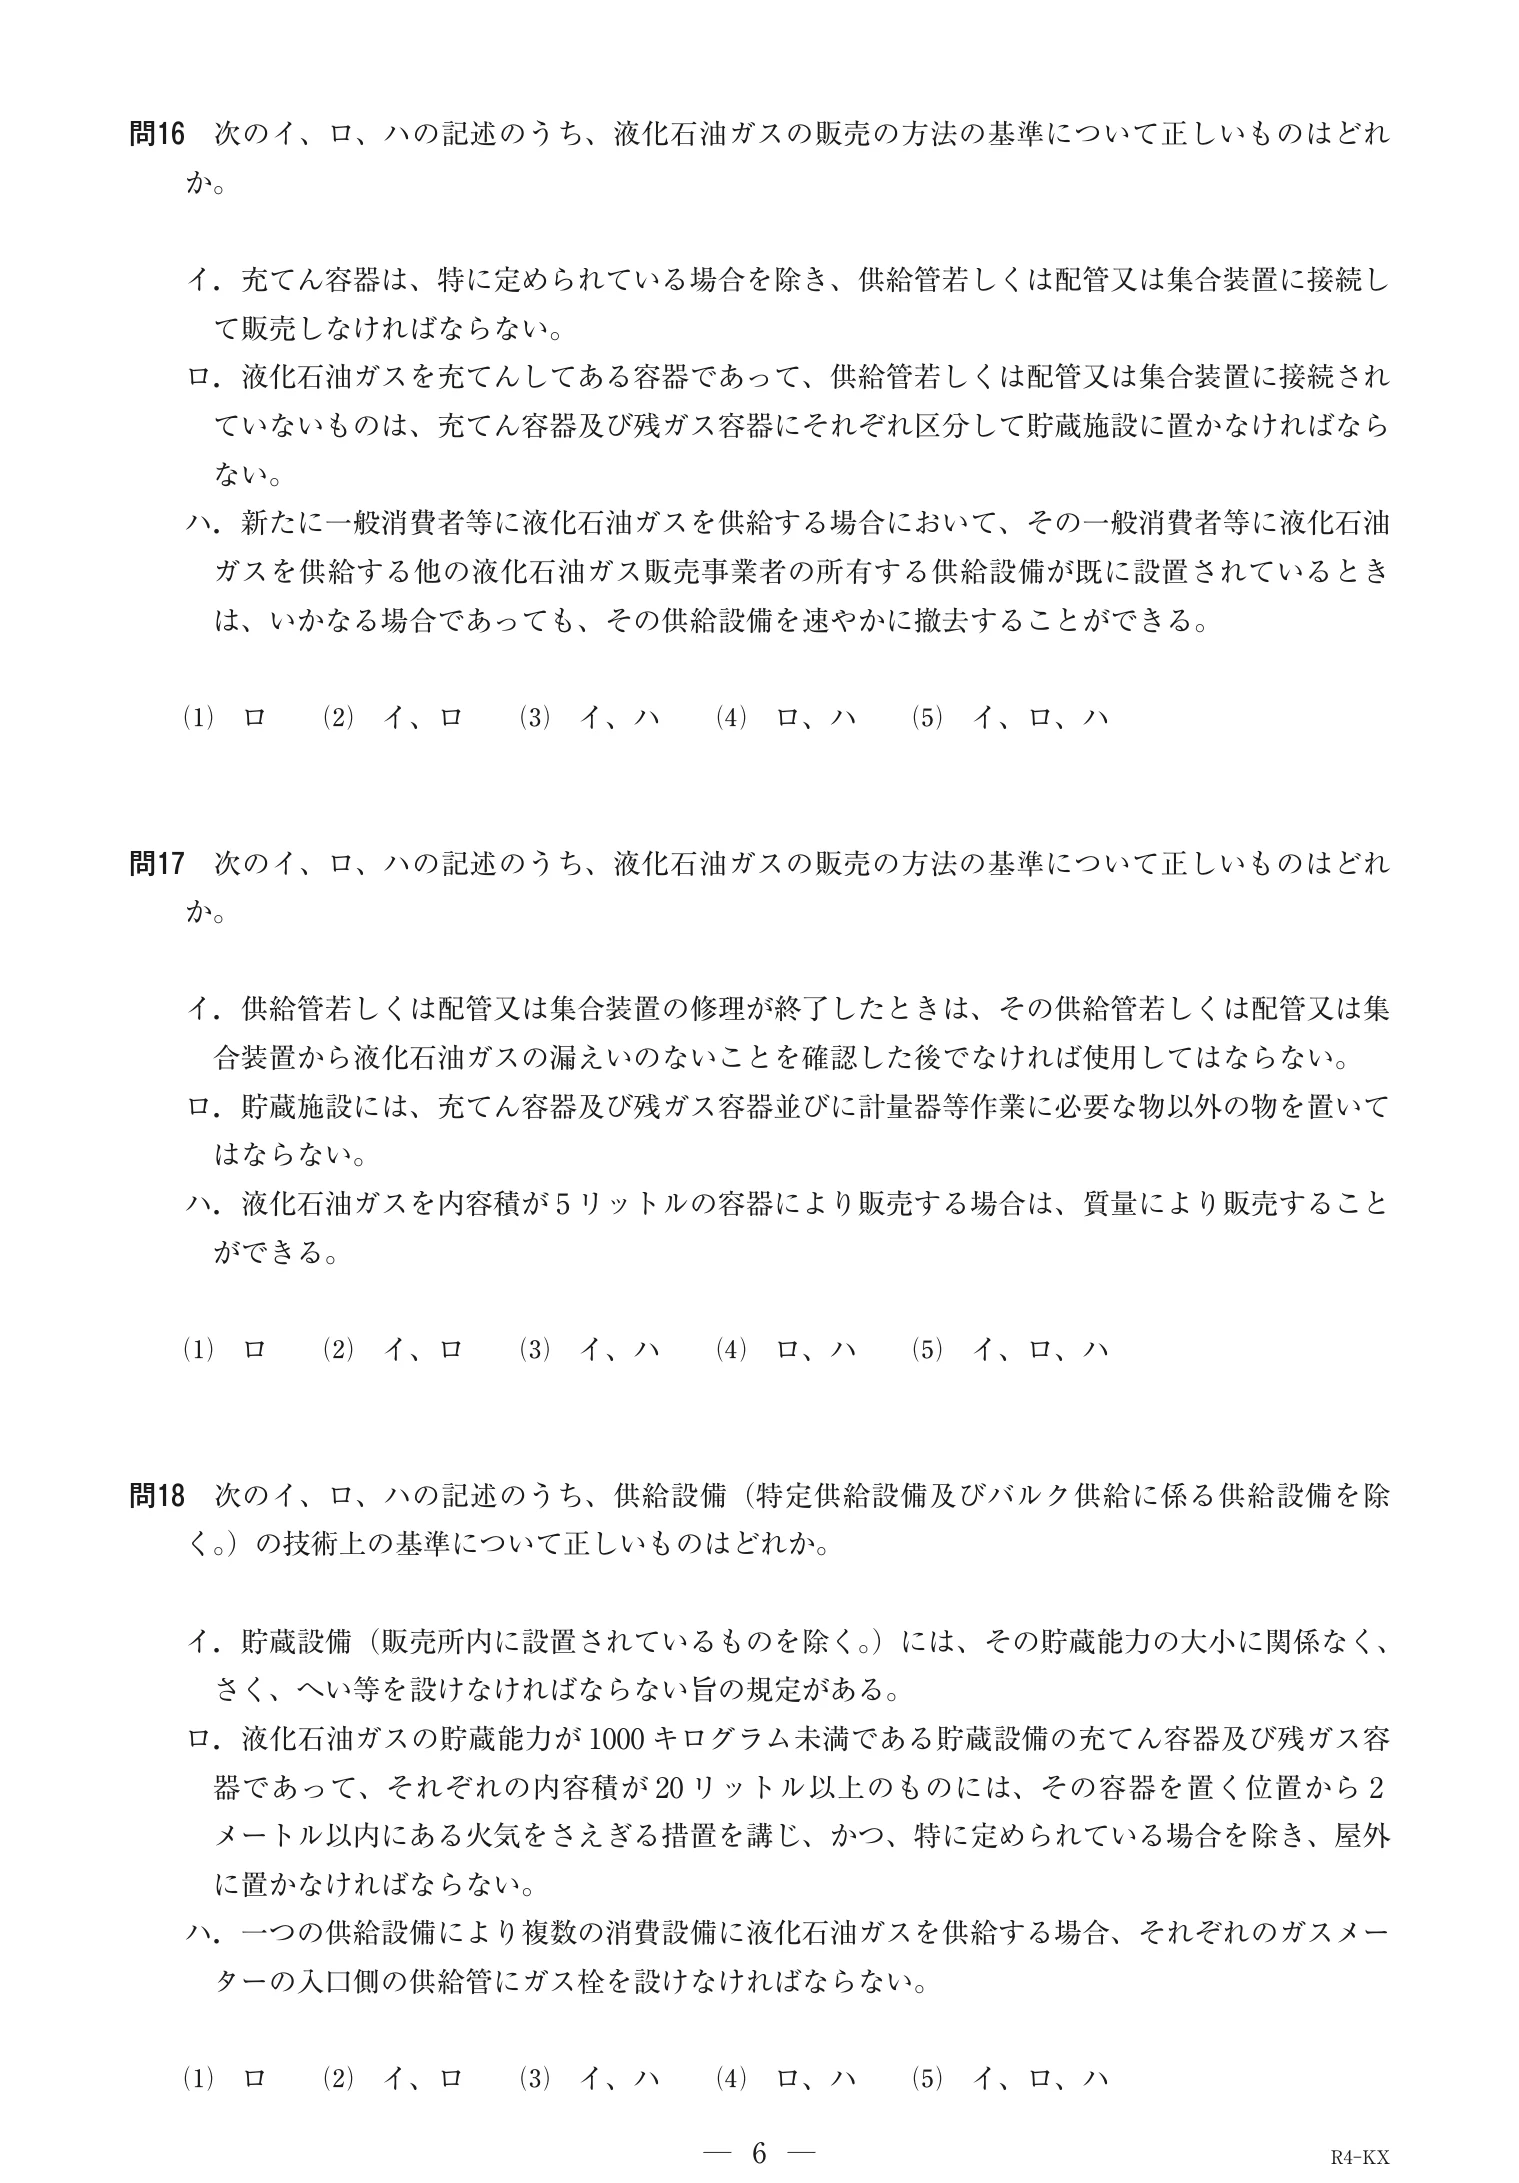 問16　次のイ、ロ、ハの記述のうち、液化石油ガスの販売の方法の基準について正しいものはどれ
か。
イ．充てん容器は、特に定められている場合を除き、供給管若しくは配管又は集合装置に接続し
て販売しなければならない。
ロ．液化石油ガスを充てんしてある容器であって、供給管若しくは配管又は集合装置に接続され
ていないものは、充てん容器及び残ガス容器にそれぞれ区分して貯蔵施設に置かなければなら
ない。
ハ．新たに一般消費者等に液化石油ガスを供給する場合において、その一般消費者等に液化石油
ガスを供給する他の液化石油ガス販売事業者の所有する供給設備が既に設置されているとき
は、いかなる場合であっても、その供給設備を速やかに撤去することができる。
(1)　ロ　　(2)　イ、ロ　　(3)　イ、ハ　　(4)　ロ、ハ　　(5)　イ、ロ、ハ
問17　次のイ、ロ、ハの記述のうち、液化石油ガスの販売の方法の基準について正しいものはどれ
か。
イ．供給管若しくは配管又は集合装置の修理が終了したときは、その供給管若しくは配管又は集
合装置から液化石油ガスの漏えいのないことを確認した後でなければ使用してはならない。
ロ．貯蔵施設には、充てん容器及び残ガス容器並びに計量器等作業に必要な物以外の物を置いて
はならない。
ハ．液化石油ガスを内容積が5リットルの容器により販売する場合は、質量により販売すること
ができる。
(1)　ロ　　(2)　イ、ロ　　(3)　イ、ハ　　(4)　ロ、ハ　　(5)　イ、ロ、ハ
問18　次のイ、ロ、ハの記述のうち、供給設備（特定供給設備及びバルク供給に係る供給設備を除
く。）の技術上の基準について正しいものはどれか。
イ．貯蔵設備（販売所内に設置されているものを除く。）には、その貯蔵能力の大小に関係なく、
さく、へい等を設けなければならない旨の規定がある。
ロ．液化石油ガスの貯蔵能力が1000キログラム未満である貯蔵設備の充てん容器及び残ガス容
器であって、それぞれの内容積が20リットル以上のものには、その容器を置く位置から2
メートル以内にある火気をさえぎる措置を講じ、かつ、特に定められている場合を除き、屋外
に置かなければならない。
ハ．一つの供給設備により複数の消費設備に液化石油ガスを供給する場合、それぞれのガスメー
ターの入口側の供給管にガス栓を設けなければならない。
(1)　ロ　　(2)　イ、ロ　　(3)　イ、ハ　　(4)　ロ、ハ　　(5)　イ、ロ、ハ
― 6 ―
R4-KX